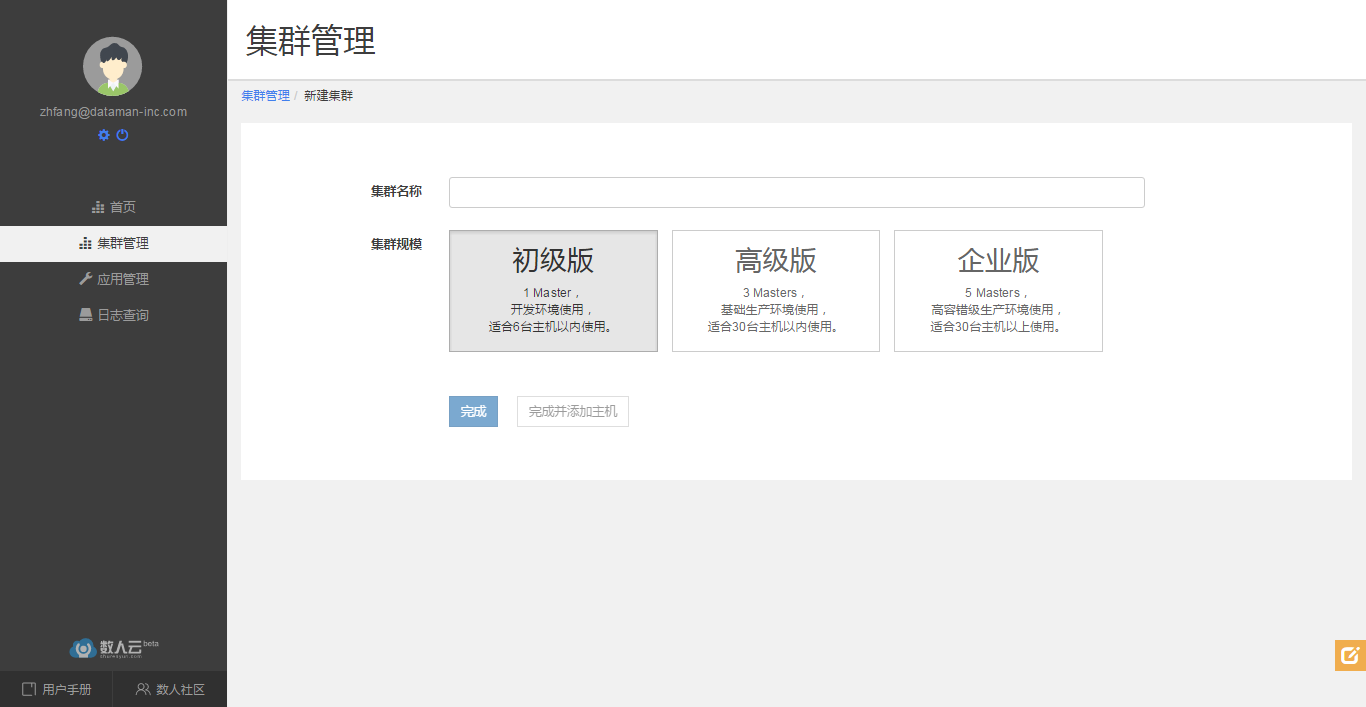 zhfang@dataman-inc.com
首页
集群管理
应用管理
日志查询
数人云beta
shurenyun.com
用户手册
数人社区
集群管理
集群管理 / 新建集群
集群名称
集群规模
初级版
1 Master，
开发环境使用，
适合6台主机以内使用。
高级版
3 Masters，
基础生产环境使用，
适合30台主机以内使用。
企业版
5 Masters，
高容错级生产环境使用，
适合30台主机以上使用。
完成
完成并添加主机